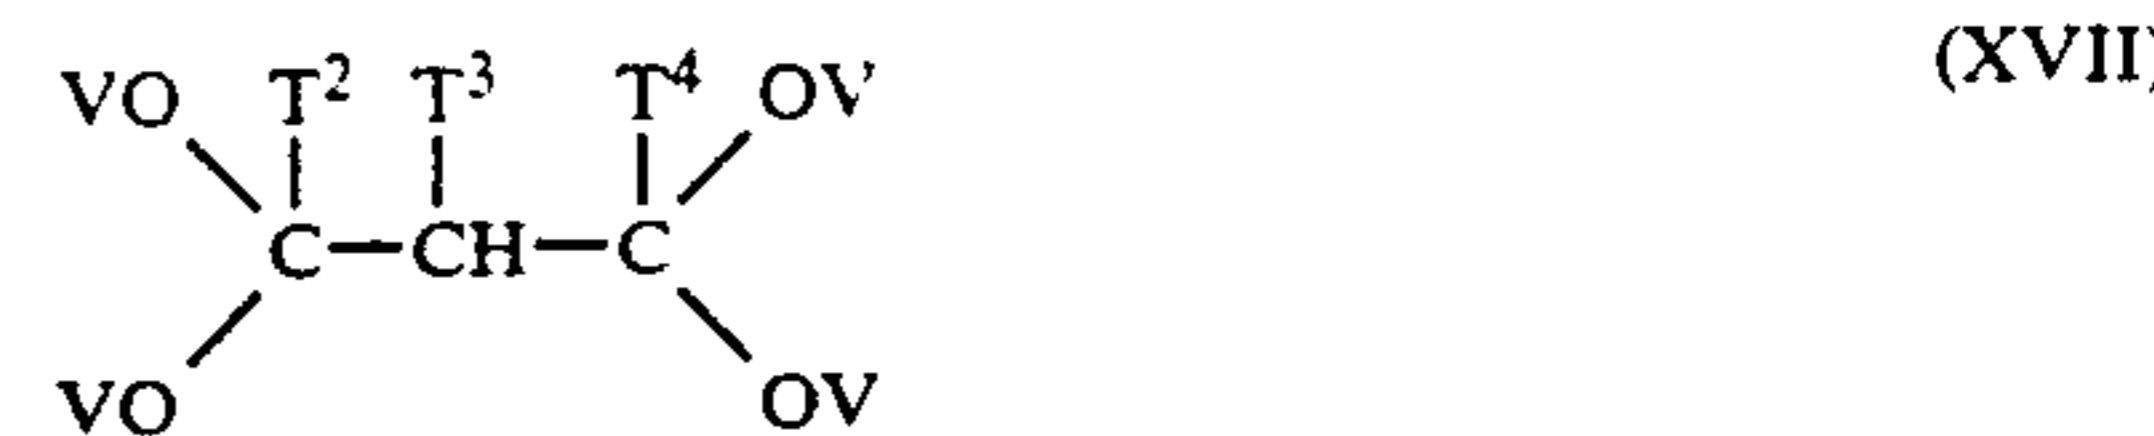 VO T² T³ T⁴ OV (XVII)
C—CH—C
VO OV